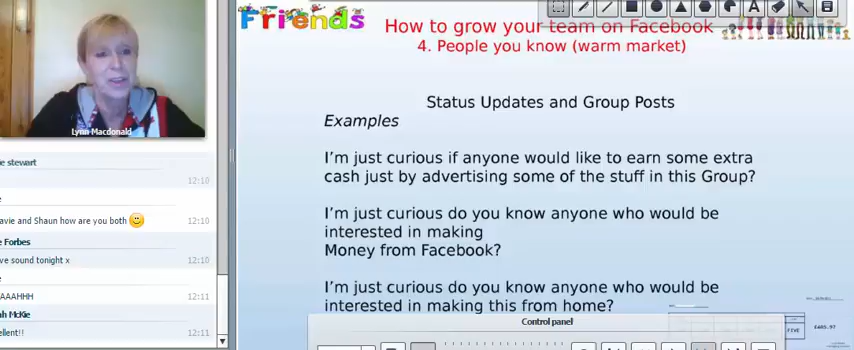 Friends
How to grow your team on Facebook
4. People you know (warm market)
Lynn Macdonald
Status Updates and Group Posts
Examples
I'm just curious if anyone would like to earn some extra
cash just by advertising some of the stuff in this Group?
I'm just curious do you know anyone who would be
interested in making
Money from Facebook?
I'm just curious do you know anyone who would be
interested in making this from home?
stewart
12:10
avie and Shaun how are you both
12:10
Forbes
ve sound tonight x
12:10
AAAHHH
12:11
ah McKie
ellent!!
12:11
FIVE
£485.97
Control panel